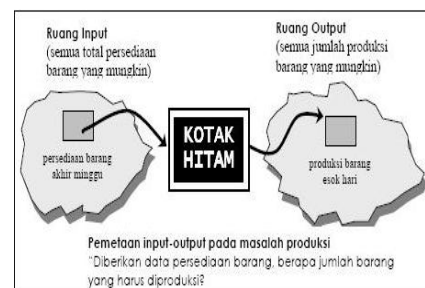 Ruang Input
(semua total persediaan
barang yang mungkin)
Ruang Output
(semua jumlah produksi
barang yang mungkin)
KOTAK
HITAM
persediaan barang
akhir minggu
produksi barang
esok hari
Pemetaan input-output pada masalah produksi
"Diberikan data persediaan barang, berapa jumlah barang
yang harus diproduksi?